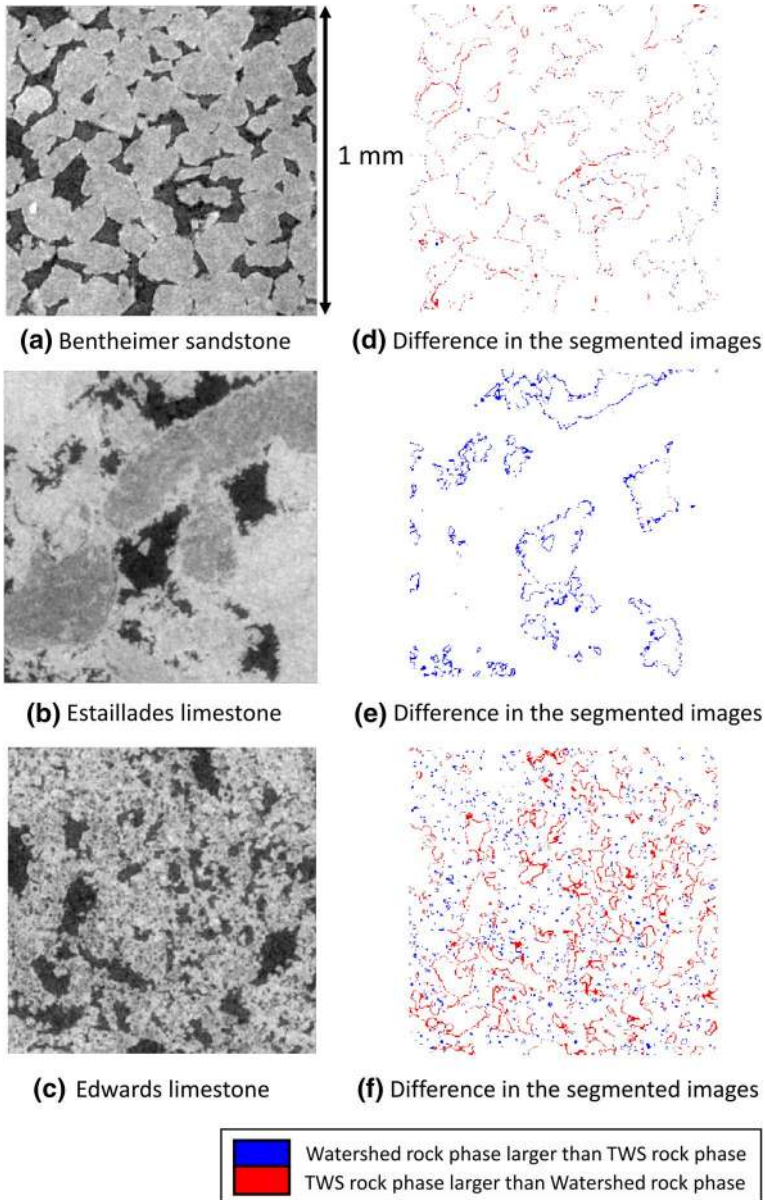 1 mm
(a) Bentheimer sandstone
(d) Difference in the segmented images
(b) Estaillades limestone
(e) Difference in the segmented images
(c) Edwards limestone
(f) Difference in the segmented images
Watershed rock phase larger than TWS rock phase
TWS rock phase larger than Watershed rock phase